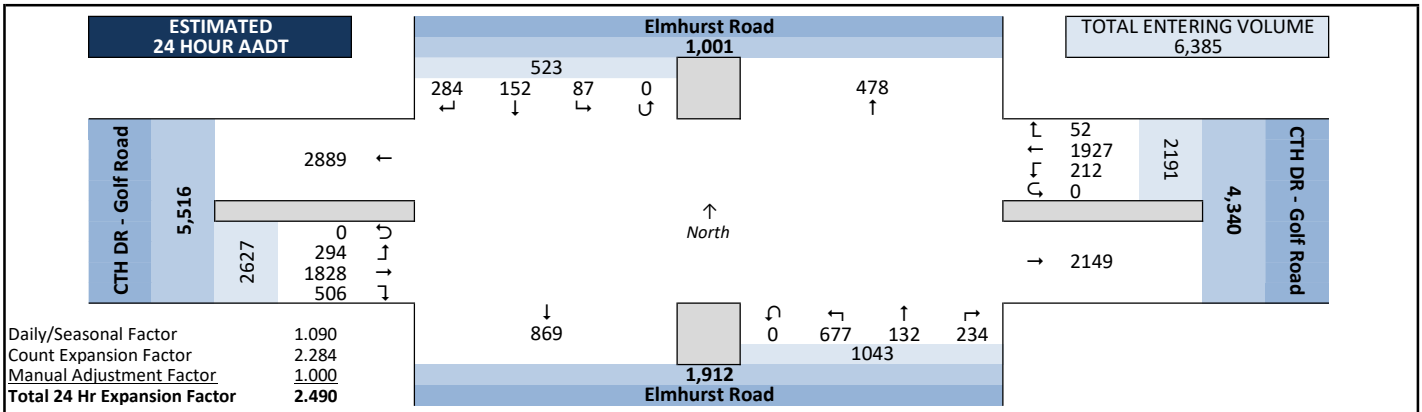 ESTIMATED
24 HOUR AADT
Elmhurst Road
1,001
TOTAL ENTERING VOLUME
6,385
523
284 152 87 0
↵ ↓ ↳ ↺
478
↑
CTH DR - Golf Road
5,516
2889 ←
↱ 52
← 1927
↲ 212
↺ 0
2191
4,340
CTH DR - Golf Road
↑
North
2627
0 ↺
294 ↰
1828 →
506 ↴
→ 2149
↓
869
↺ ↰ ↑ ↱
0 677 132 234
1043
1,912
Elmhurst Road
Daily/Seasonal Factor 1.090
Count Expansion Factor 2.284
Manual Adjustment Factor 1.000
Total 24 Hr Expansion Factor 2.490